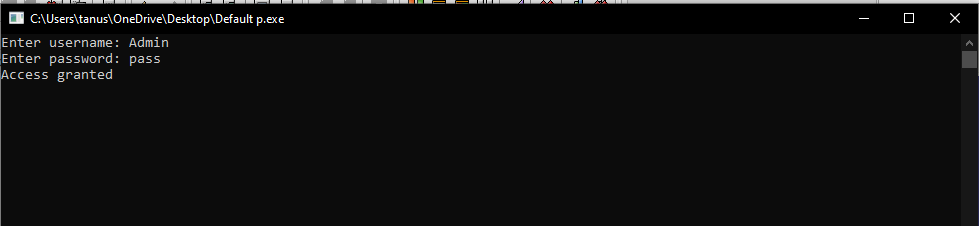 C:\Users\tanus\OneDrive\Desktop\Default p.exe
Enter username: Admin
Enter password: pass
Access granted